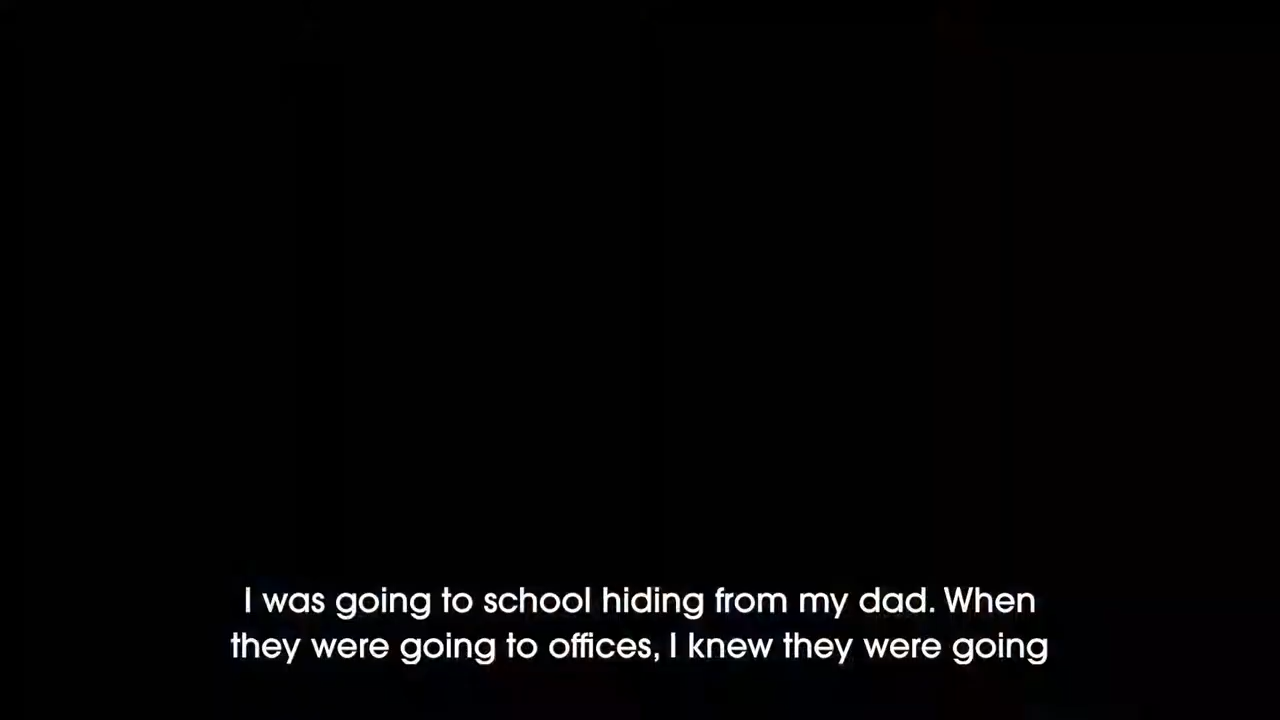 I was going to school hiding from my dad. When
they were going to offices, I knew they were going